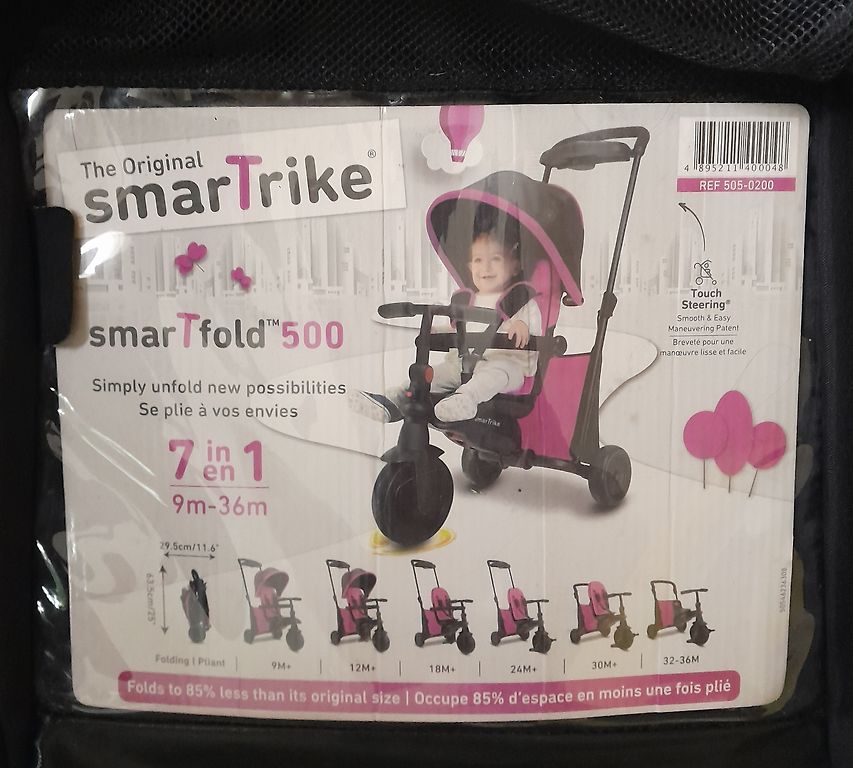 The Original
smarTrike®
4 895211 400048
REF 505-0200
Touch
Steering®
Smooth & Easy
Maneuvering Patent
Breveté pour une
manœuvre lisse et facile
smarTfold™ 500
Simply unfold new possibilities
Se plie à vos envies
7 in en 1
9m-36m
smarTrike
29.5cm/11.6"
63.5cm/25"
Folding | Pliant
9M+
12M+
18M+
24M+
30M+
32-36M
Folds to 85% less than its original size | Occupe 85% d'espace en moins une fois plié